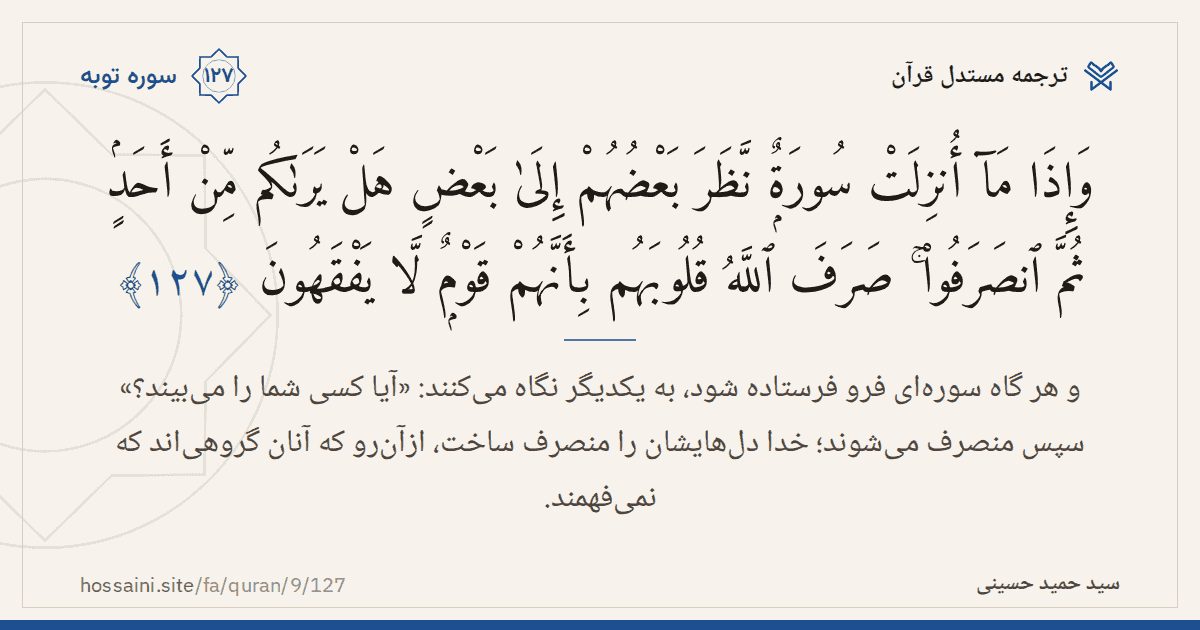 ترجمه مستدل قرآن
۱۲۷ سوره توبه
وَإِذَا مَآ أُنزِلَتْ سُورَةٌۭ نَّظَرَ بَعْضُهُمْ إِلَىٰ بَعْضٍ هَلْ يَرَىٰكُم مِّنْ أَحَدٍۢ
ثُمَّ ٱنصَرَفُوا۟ ۚ صَرَفَ ٱللَّهُ قُلُوبَهُم بِأَنَّهُمْ قَوْمٌۭ لَّا يَفْقَهُونَ ﴿۱۲۷﴾
و هر گاه سوره‌ای فرو فرستاده شود، به یکدیگر نگاه می‌کنند: «آیا کسی شما را می‌بیند؟»
سپس منصرف می‌شوند؛ خدا دل‌هایشان را منصرف ساخت، ازآن‌رو که آنان گروهی‌اند که
نمی‌فهمند.
سید حمید حسینی
hossaini.site/fa/quran/9/127